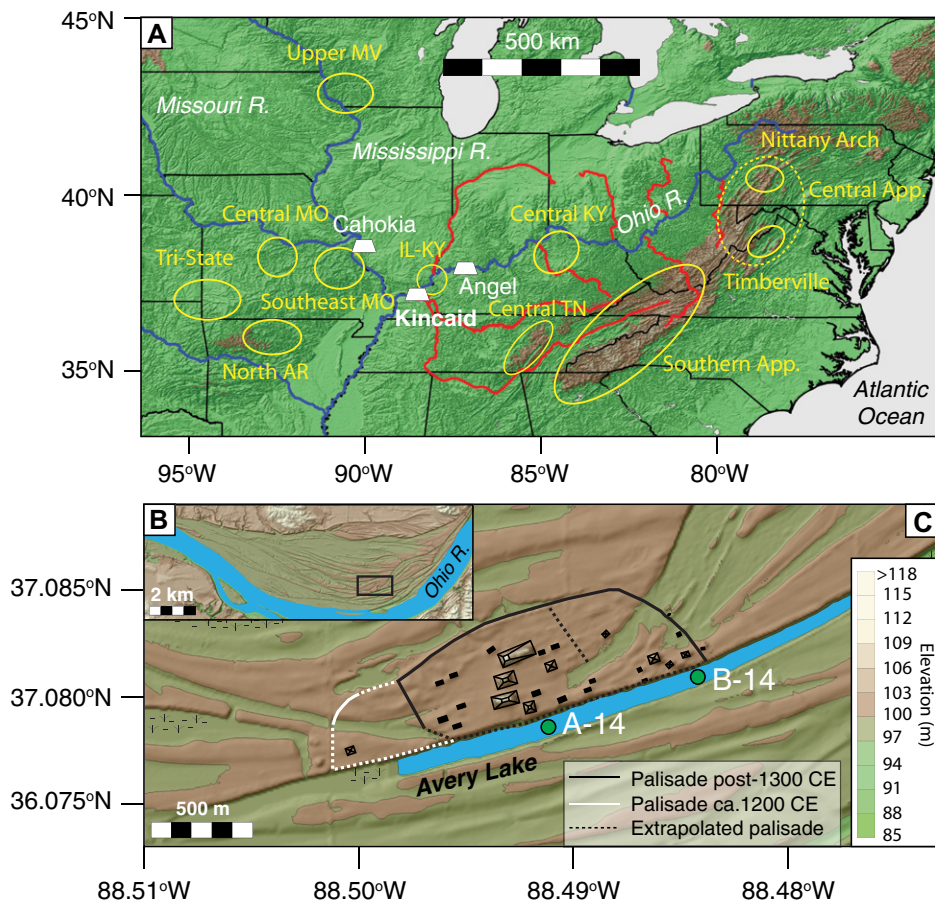 45°N
A
Upper MV
500 km
Missouri R.
Mississippi R.
Nittany Arch
40°N
Central MO
Central KY
Ohio R.
Central App.
Cahokia
Tri-State
IL-KY
Southeast MO
Angel
Timberville
Kincaid
Central TN
North AR
35°N
Southern App.
Atlantic
Ocean
95°W
90°W
85°W
80°W
B
Ohio R.
2 km
C
37.085°N
>118
115
112
109
106
103
100
97
94
91
88
85
Elevation (m)
37.080°N
B-14
A-14
Avery Lake
36.075°N
500 m
Palisade post-1300 CE
Palisade ca.1200 CE
Extrapolated palisade
88.51°W
88.50°W
88.49°W
88.48°W